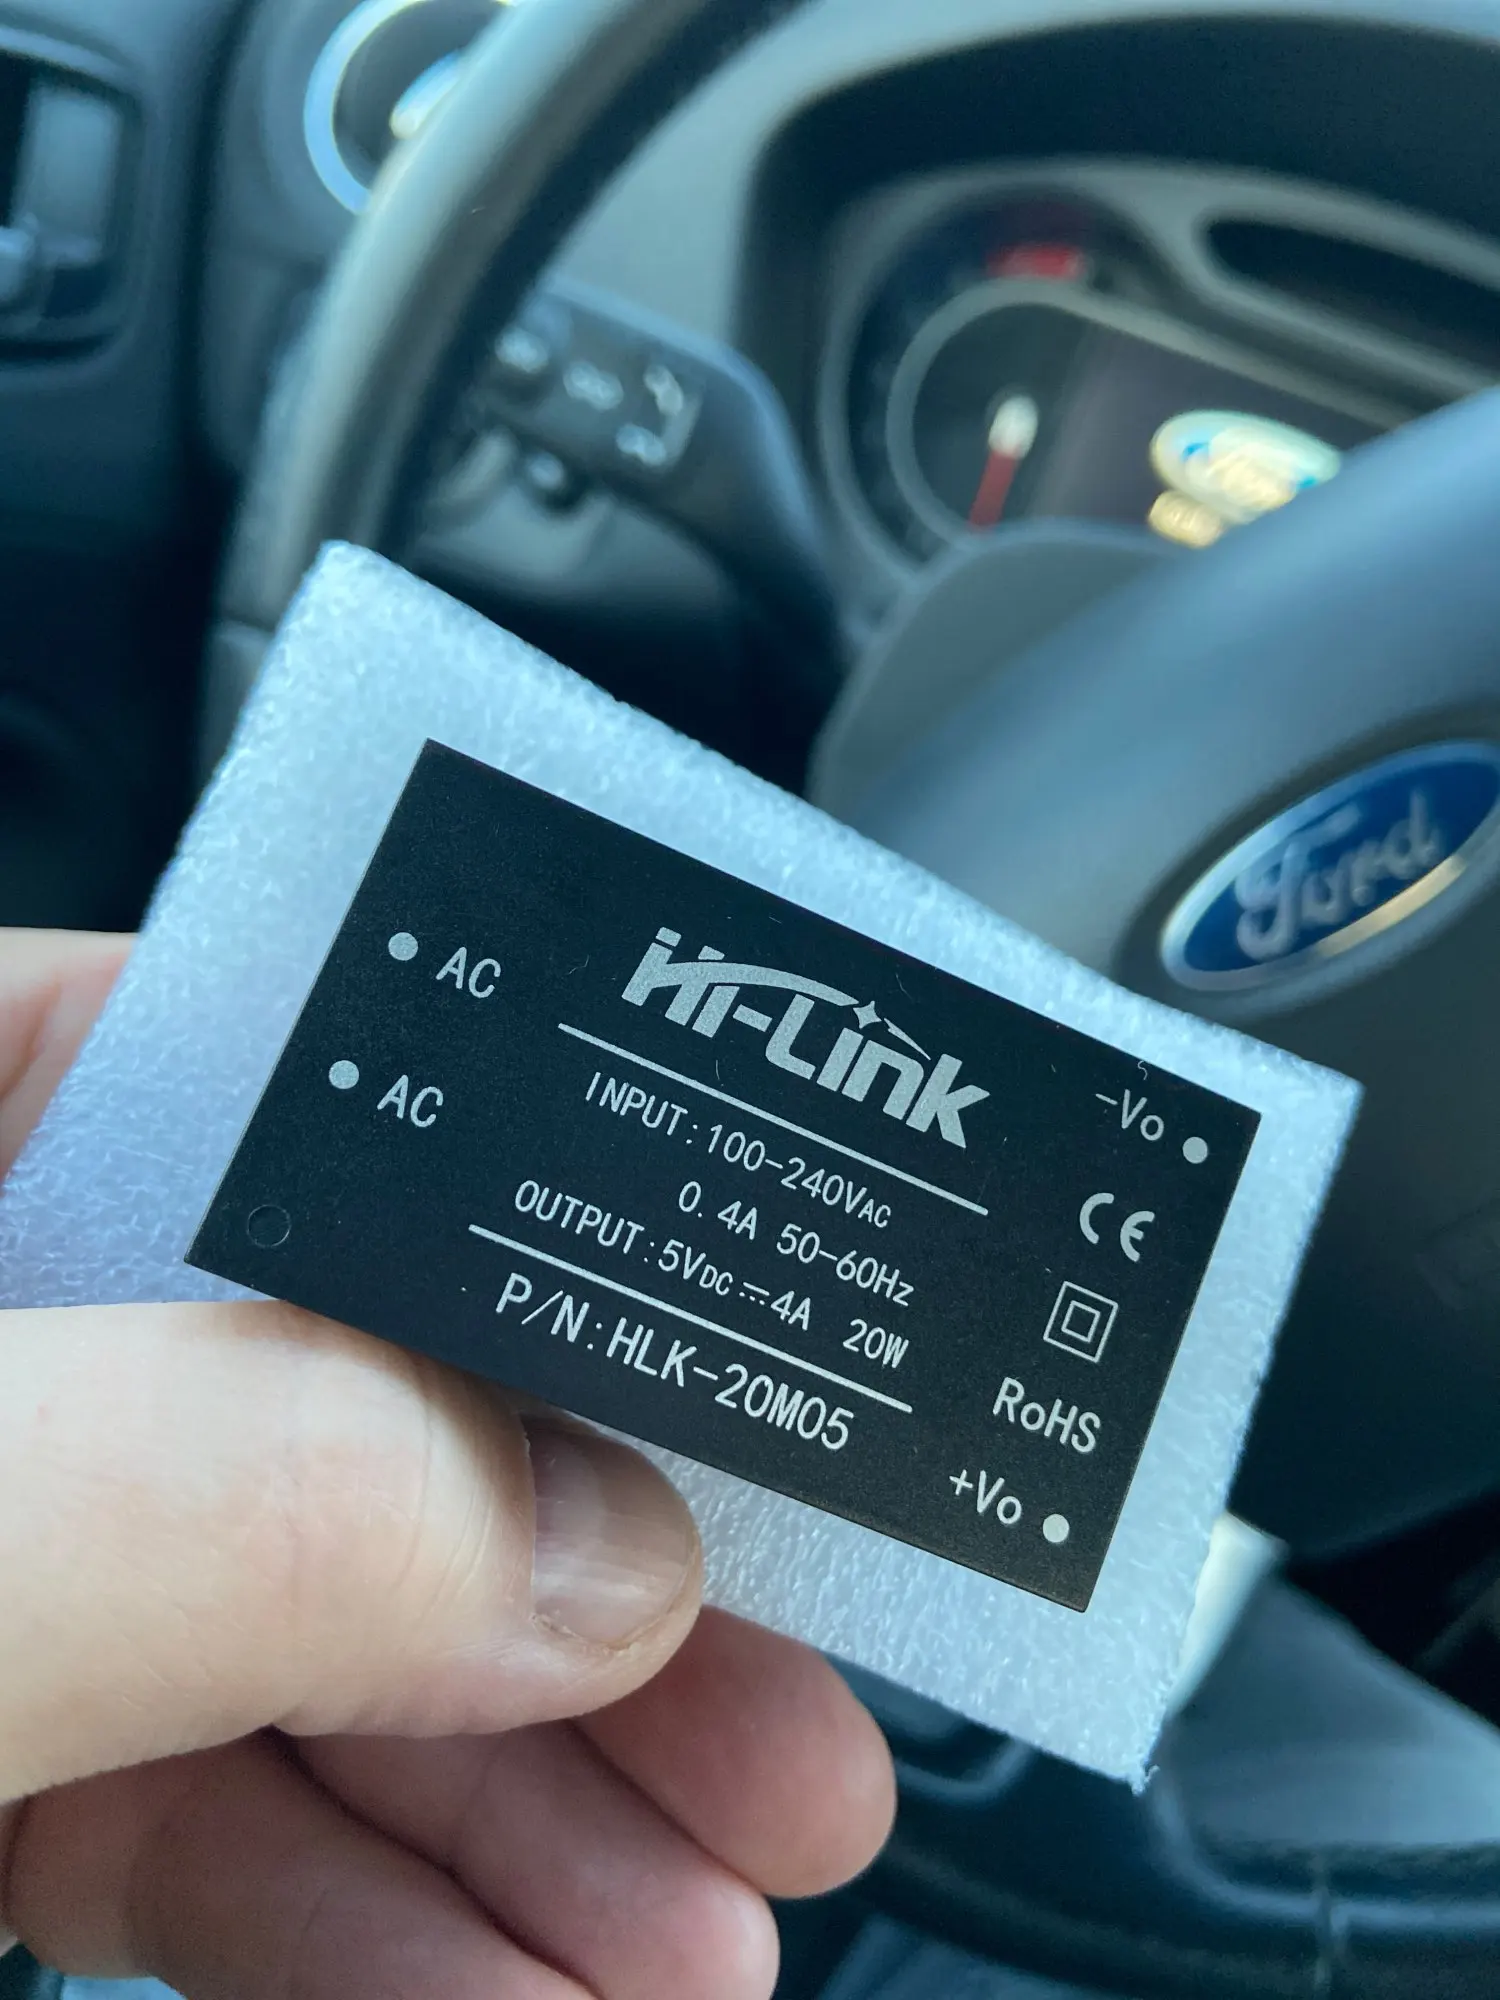 Ford
AC
AC
Hi-Link
INPUT:100-240VAC
0.4A 50-60Hz
OUTPUT:5VDC⎓4A 20W
P/N:HLK-20M05
-Vo
CE
RoHS
+Vo